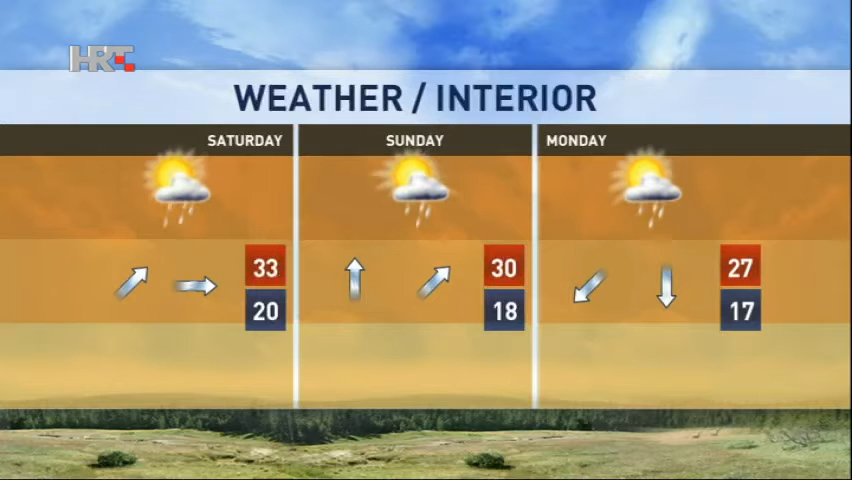 HRT
WEATHER / INTERIOR
SATURDAY
SUNDAY
MONDAY
33
30
27
20
18
17